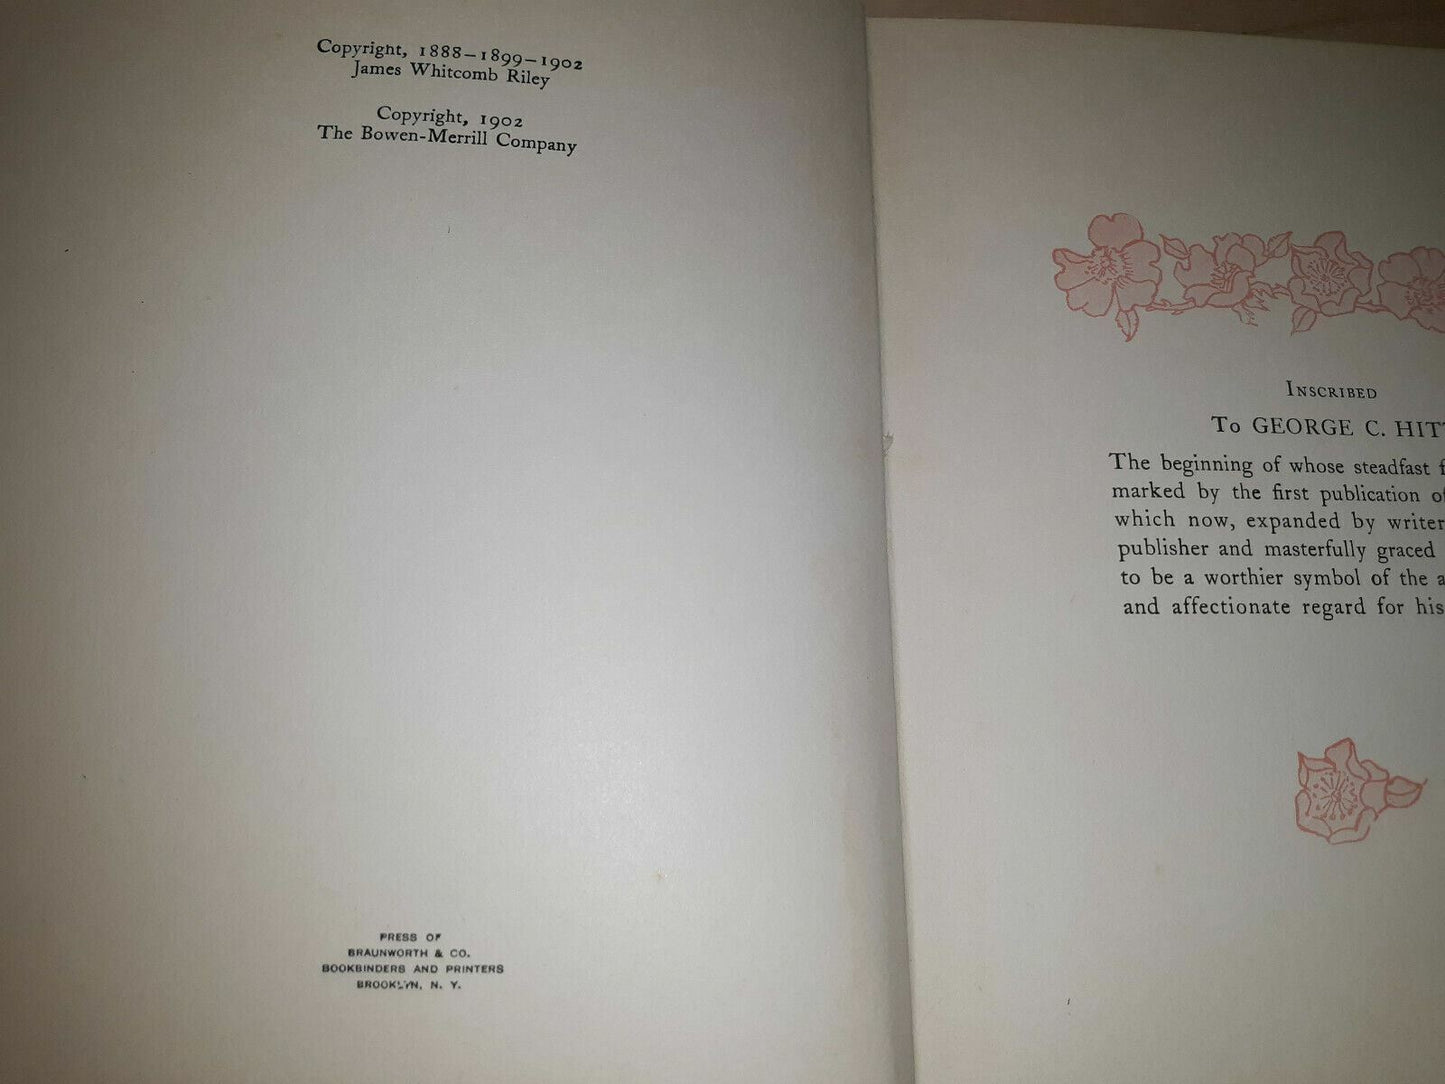 Copyright, 1888–1899–1902
James Whitcomb Riley
Copyright, 1902
The Bowen-Merrill Company
PRESS OF
BRAUNWORTH & CO.
BOOKBINDERS AND PRINTERS
BROOKLYN, N. Y.
Inscribed
To GEORGE C.
The beginning of whose steadfast
marked by the first publication
which now, expanded by
publisher and masterfully graced
to be a worthier symbol of the
and affectionate regard for his